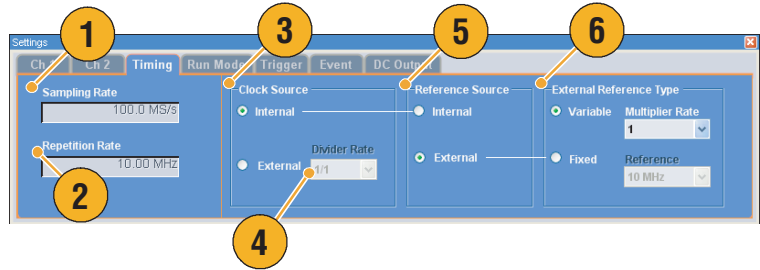 1
3
5
6
Settings
Ch 1 Ch 2 Timing Run Mode Trigger Event DC Output
Sampling Rate
100.0 MS/s
Repetition Rate
10.00 MHz
2
Clock Source
Internal
External
Divider Rate
1/1
4
Reference Source
Internal
External
External Reference Type
Variable
Multiplier Rate
1
Fixed
Reference
10 MHz